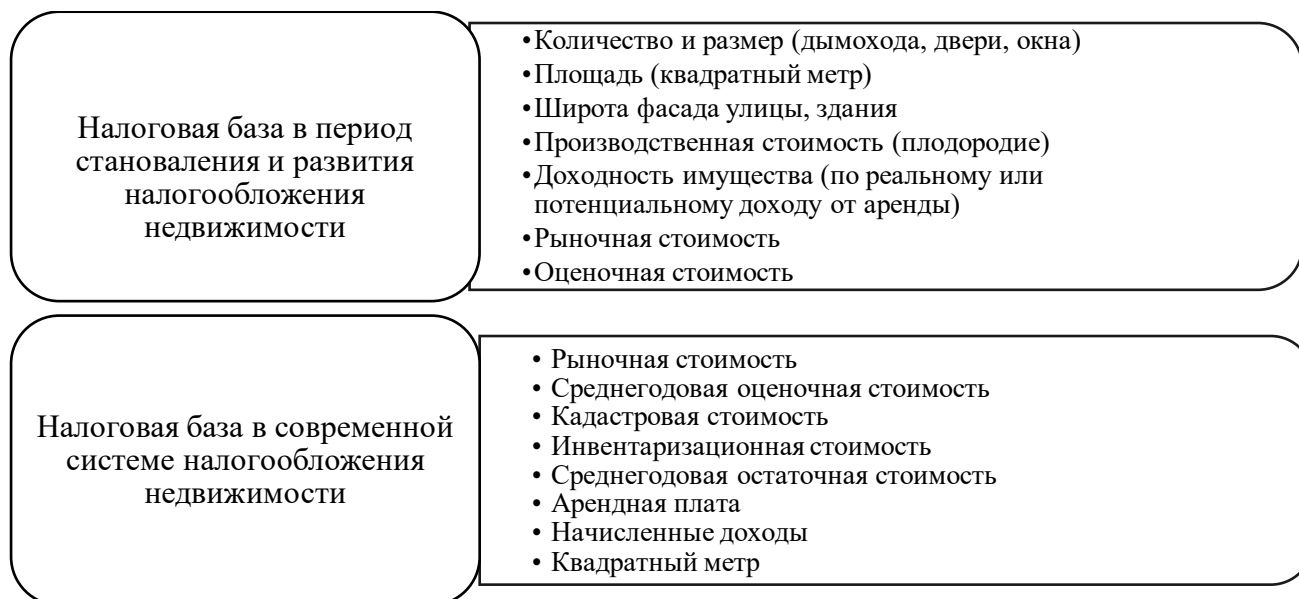 Налоговая база в период
становаления и развития
налогообложения
недвижимости
•Количество и размер (дымохода, двери, окна)
•Площадь (квадратный метр)
•Широта фасада улицы, здания
•Производственная стоимость (плодородие)
•Доходность имущества (по реальному или
потенциальному доходу от аренды)
•Рыночная стоимость
•Оценочная стоимость
Налоговая база в современной
системе налогообложения
недвижимости
• Рыночная стоимость
• Среднегодовая оценочная стоимость
• Кадастровая стоимость
• Инвентаризационная стоимость
• Среднегодовая остаточная стоимость
• Арендная плата
• Начисленные доходы
• Квадратный метр